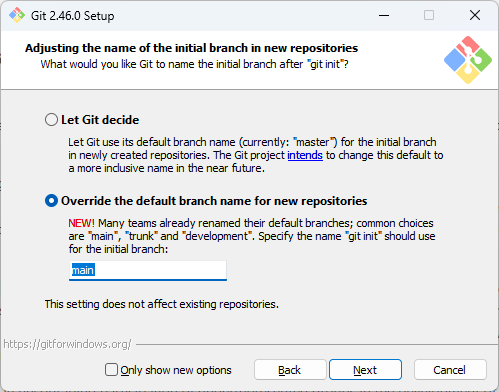 Git 2.46.0 Setup
Adjusting the name of the initial branch in new repositories
What would you like Git to name the initial branch after "git init"?
Let Git decide
Let Git use its default branch name (currently: "master") for the initial branch
in newly created repositories. The Git project intends to change this default to
a more inclusive name in the near future.
Override the default branch name for new repositories
NEW! Many teams already renamed their default branches; common choices
are "main", "trunk" and "development". Specify the name "git init" should use
for the initial branch:
main
This setting does not affect existing repositories.
https://gitforwindows.org/
Only show new options
Back
Next
Cancel